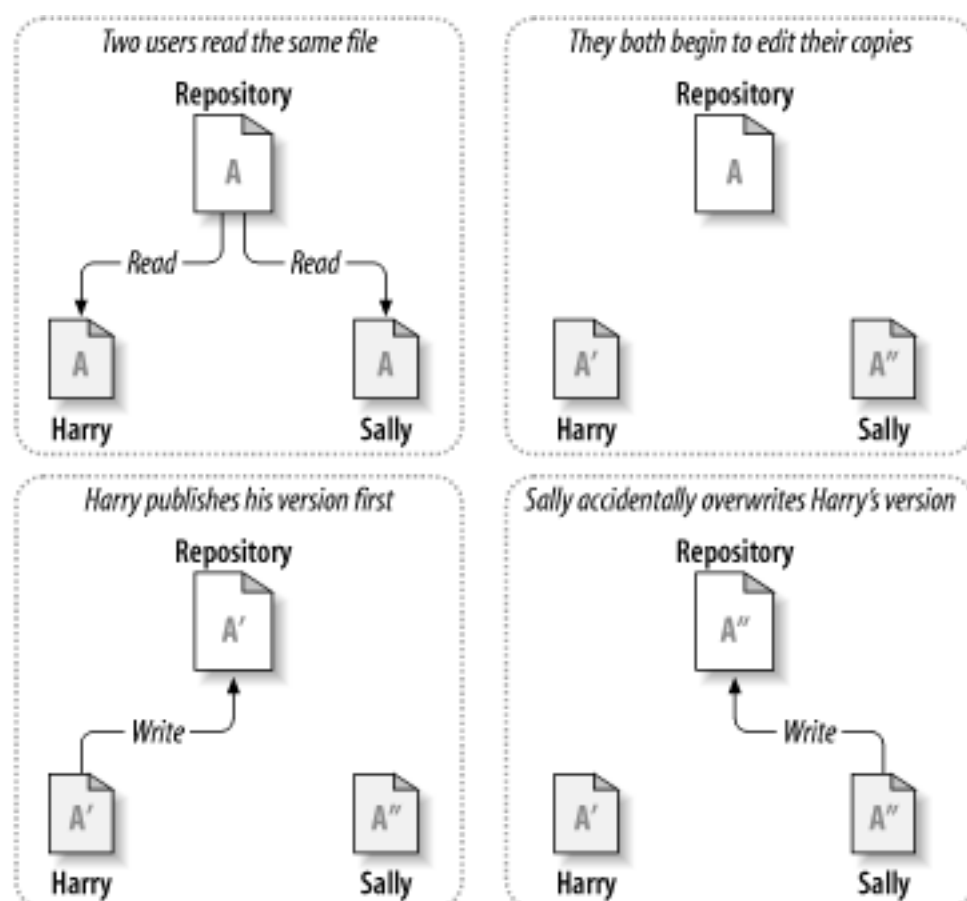 Two users read the same file
Repository
A
Read
Read
A
A
Harry
Sally
They both begin to edit their copies
Repository
A
A′
A″
Harry
Sally
Harry publishes his version first
Repository
A′
Write
A′
A″
Harry
Sally
Sally accidentally overwrites Harry's version
Repository
A″
Write
A′
A″
Harry
Sally